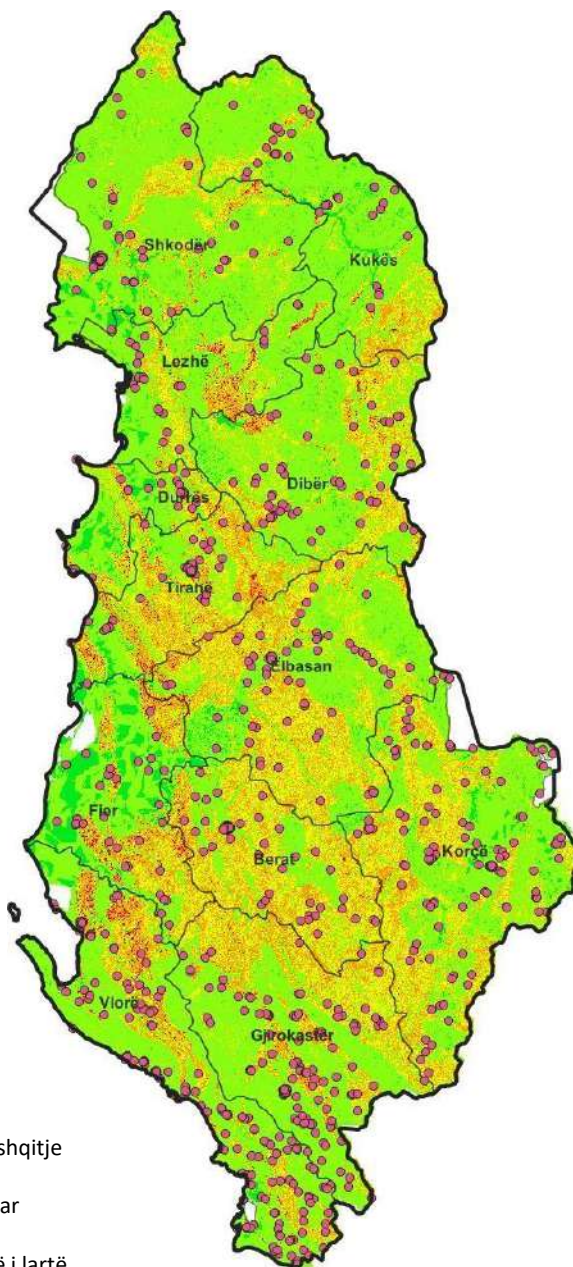 Shkodër
Kukës
Lezhë
Dibër
Durrës
Tiranë
Elbasan
Fier
Berat
Korçë
Vlorë
Gjirokastër
shqitje
ar
ë i lartë